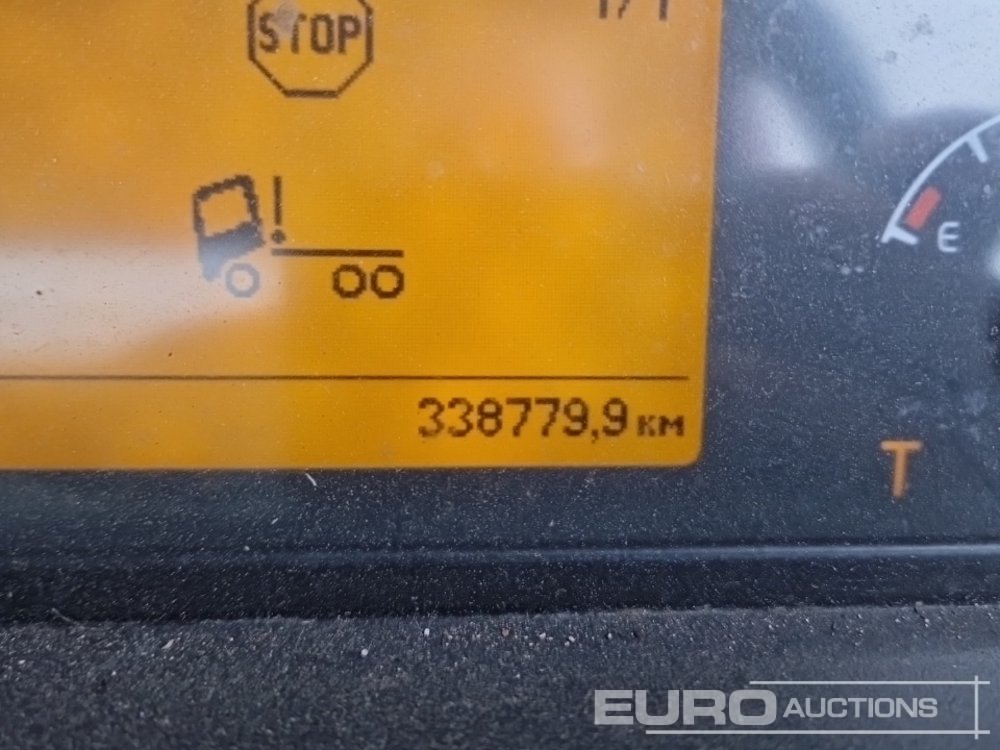 STOP
E
338779,9 км
T
EURO AUCTIONS